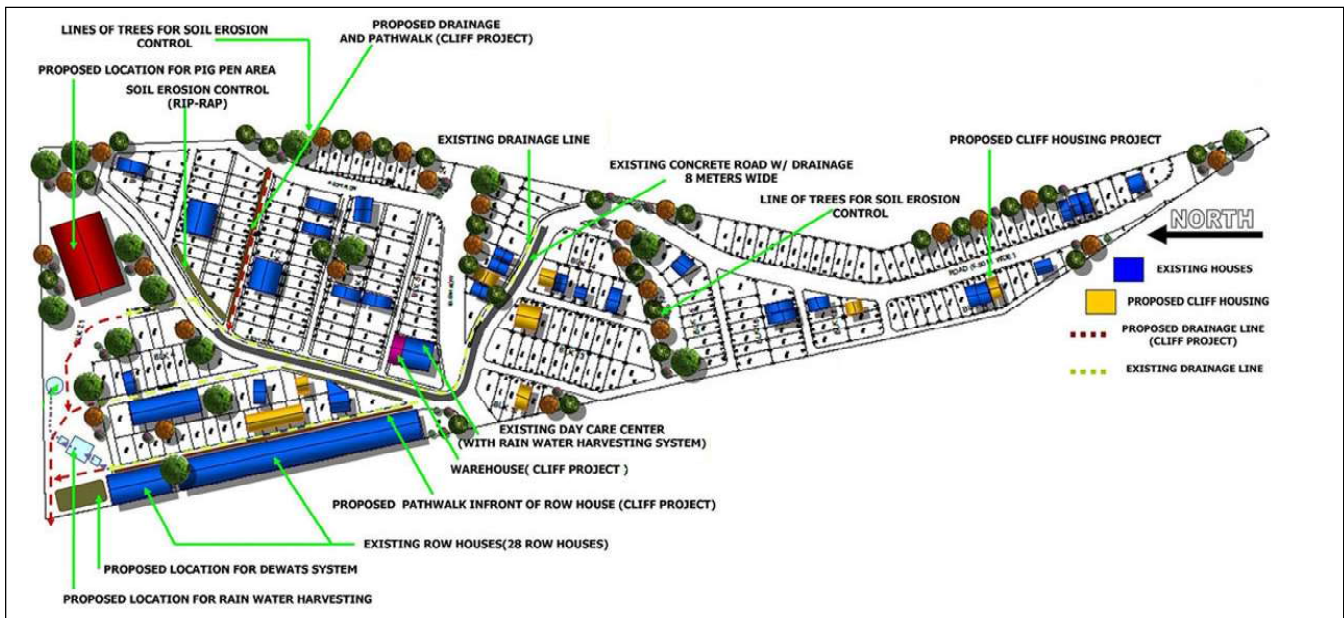 LINES OF TREES FOR SOIL EROSION
CONTROL
PROPOSED DRAINAGE
AND PATHWALK (CLIFF PROJECT)
PROPOSED LOCATION FOR PIG PEN AREA
SOIL EROSION CONTROL
(RIP-RAP)
EXISTING DRAINAGE LINE
EXISTING CONCRETE ROAD W/ DRAINAGE
8 METERS WIDE
LINE OF TREES FOR SOIL EROSION
CONTROL
PROPOSED CLIFF HOUSING PROJECT
NORTH
EXISTING HOUSES
PROPOSED CLIFF HOUSING
PROPOSED DRAINAGE LINE
(CLIFF PROJECT)
EXISTING DRAINAGE LINE
EXISTING DAY CARE CENTER
(WITH RAIN WATER HARVESTING SYSTEM)
WAREHOUSE( CLIFF PROJECT )
PROPOSED PATHWALK INFRONT OF ROW HOUSE (CLIFF PROJECT)
EXISTING ROW HOUSES(28 ROW HOUSES)
PROPOSED LOCATION FOR DEWATS SYSTEM
PROPOSED LOCATION FOR RAIN WATER HARVESTING